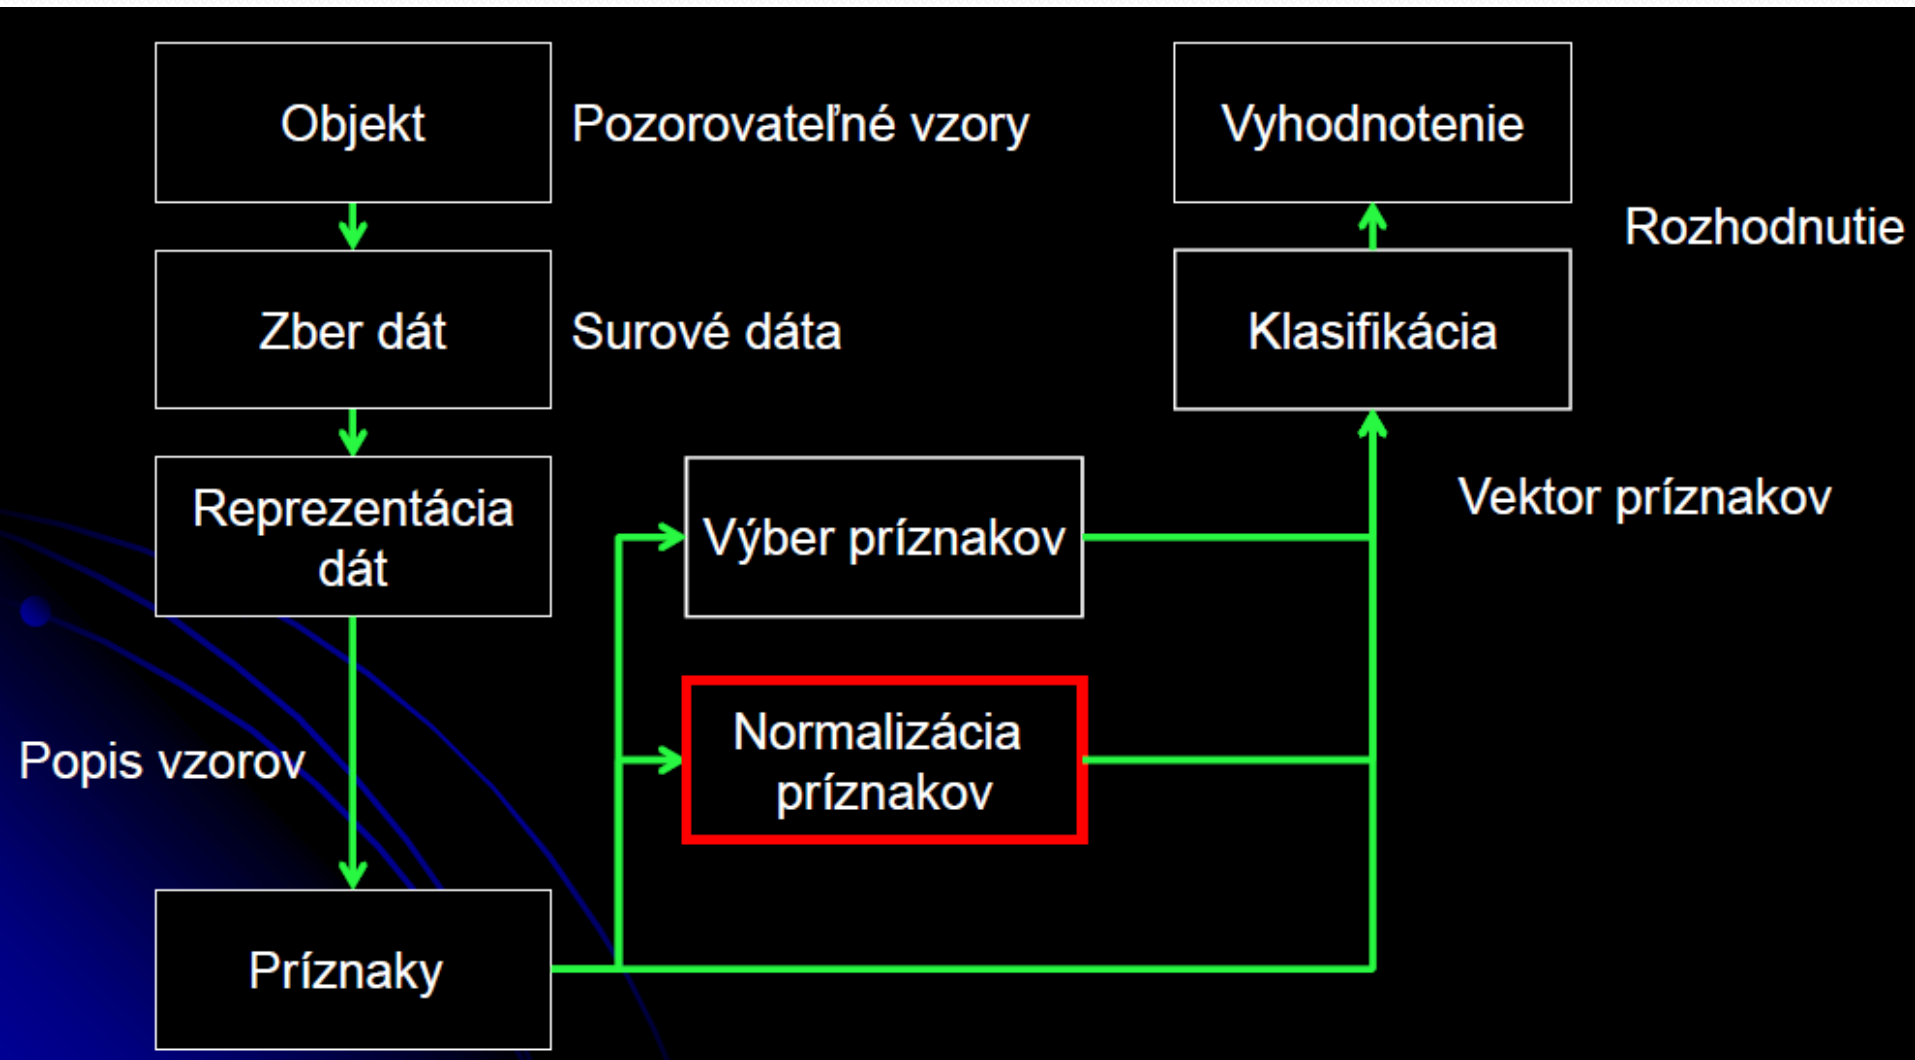 Objekt
Pozorovateľné vzory
Vyhodnotenie
Rozhodnutie
Zber dát
Surové dáta
Klasifikácia
Reprezentácia
dát
Výber príznakov
Vektor príznakov
Normalizácia
príznakov
Popis vzorov
Príznaky